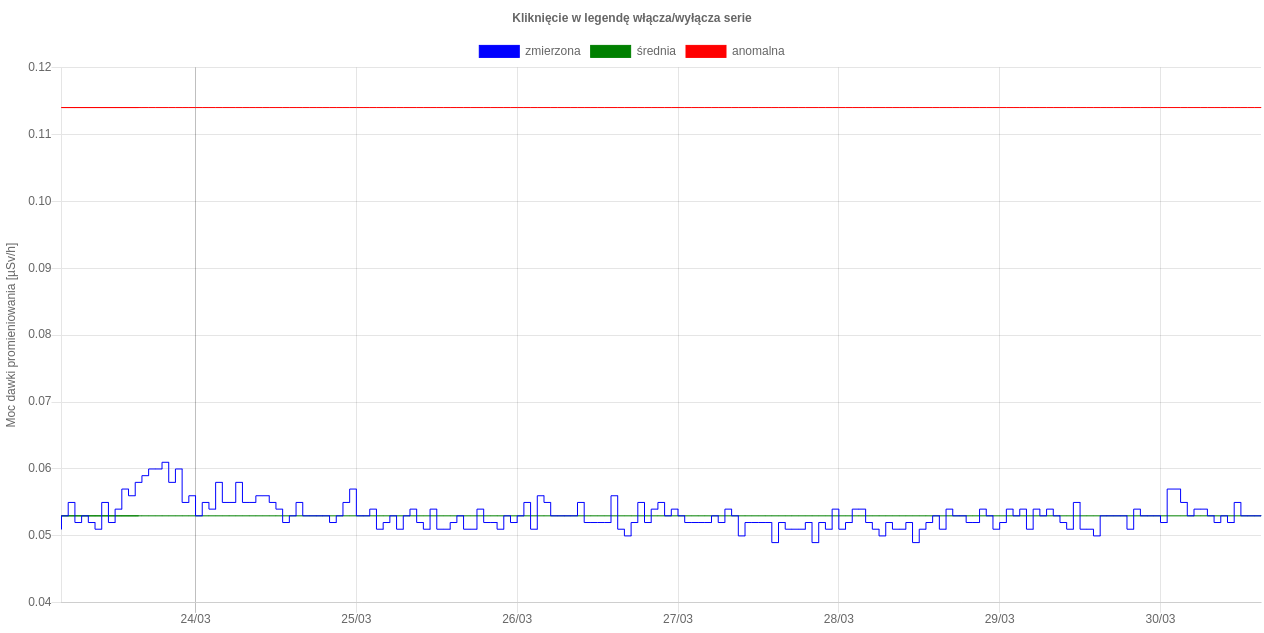 Kliknięcie w legendę włącza/wyłącza serie
zmierzona średnia anomalna
Moc dawki promieniowania [µSv/h]
0.12
0.11
0.10
0.09
0.08
0.07
0.06
0.05
0.04
24/03 25/03 26/03 27/03 28/03 29/03 30/03